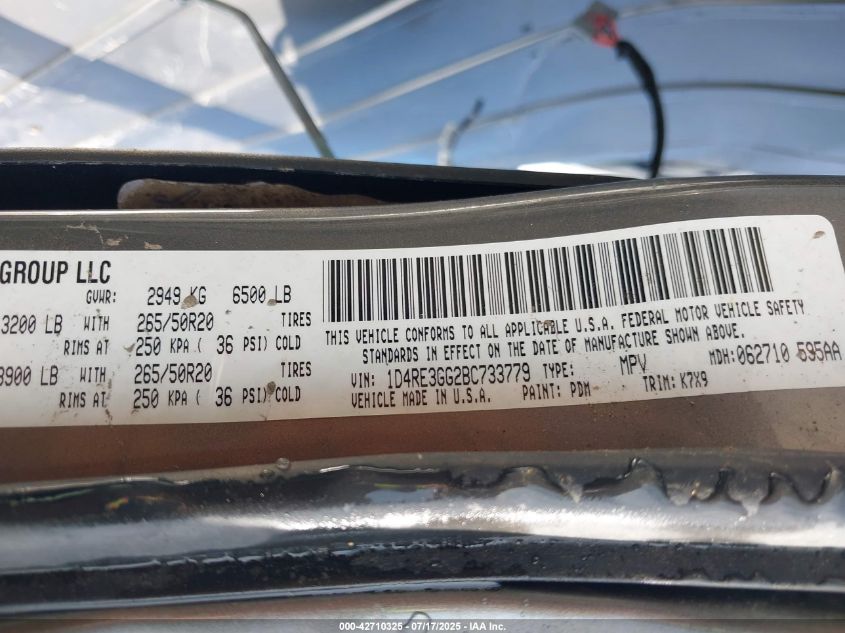 GROUP LLC
GVWR: 2949 KG 6500 LB
3200 LB WITH 265/50R20 TIRES
RIMS AT 250 KPA ( 36 PSI) COLD
3900 LB WITH 265/50R20 TIRES
RIMS AT 250 KPA ( 36 PSI) COLD
THIS VEHICLE CONFORMS TO ALL APPLICABLE U.S.A. FEDERAL MOTOR VEHICLE SAFETY
STANDARDS IN EFFECT ON THE DATE OF MANUFACTURE SHOWN ABOVE.
VIN: 1D4RE3GG2BC733779 TYPE: MPV MDH:062710 595AA
VEHICLE MADE IN U.S.A. PAINT: PDM TRIM: K7X9
000-42710325 - 07/17/2025 - IAA Inc.